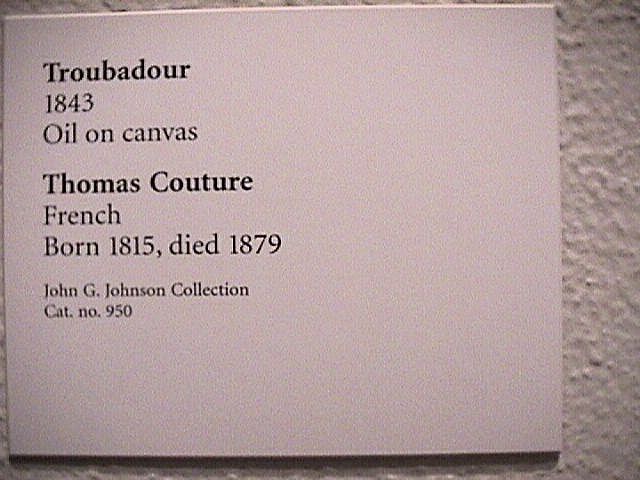 Troubadour
1843
Oil on canvas
Thomas Couture
French
Born 1815, died 1879
John G. Johnson Collection
Cat. no. 950